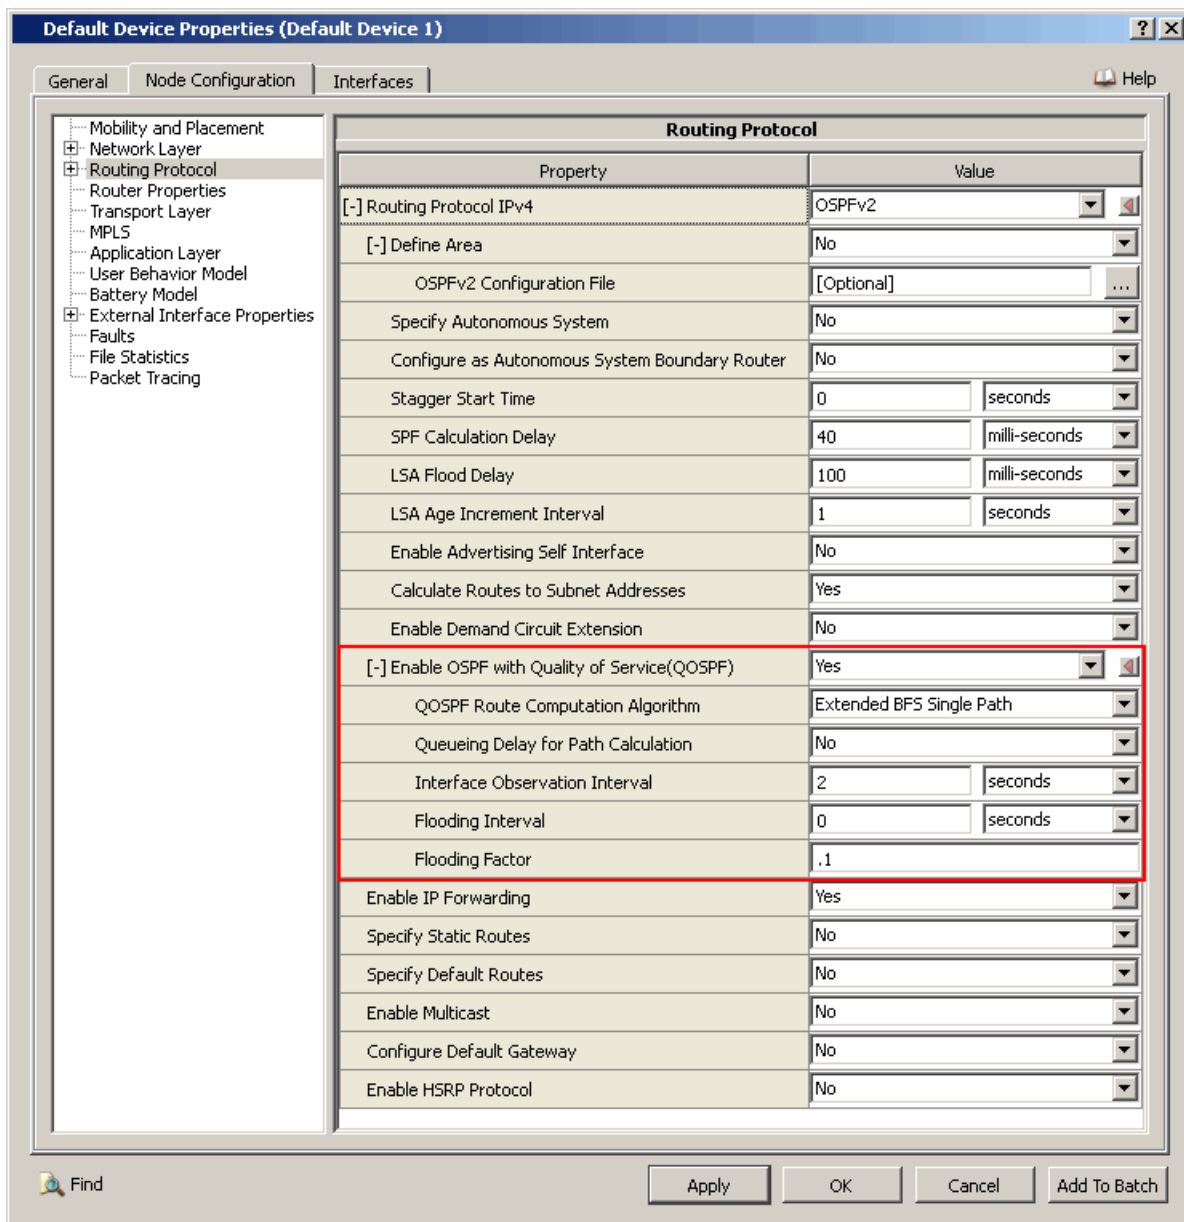 Default Device Properties (Default Device 1)
? X
General Node Configuration Interfaces Help
Mobility and Placement
Network Layer
Routing Protocol
Router Properties
Transport Layer
MPLS
Application Layer
User Behavior Model
Battery Model
External Interface Properties
Faults
File Statistics
Packet Tracing
Routing Protocol
Property Value
[-] Routing Protocol IPv4 OSPFv2
[-] Define Area No
OSPFv2 Configuration File [Optional] ...
Specify Autonomous System No
Configure as Autonomous System Boundary Router No
Stagger Start Time 0 seconds
SPF Calculation Delay 40 milli-seconds
LSA Flood Delay 100 milli-seconds
LSA Age Increment Interval 1 seconds
Enable Advertising Self Interface No
Calculate Routes to Subnet Addresses Yes
Enable Demand Circuit Extension No
[-] Enable OSPF with Quality of Service(QOSPF) Yes
QOSPF Route Computation Algorithm Extended BFS Single Path
Queueing Delay for Path Calculation No
Interface Observation Interval 2 seconds
Flooding Interval 0 seconds
Flooding Factor .1
Enable IP Forwarding Yes
Specify Static Routes No
Specify Default Routes No
Enable Multicast No
Configure Default Gateway No
Enable HSRP Protocol No
Find Apply OK Cancel Add To Batch